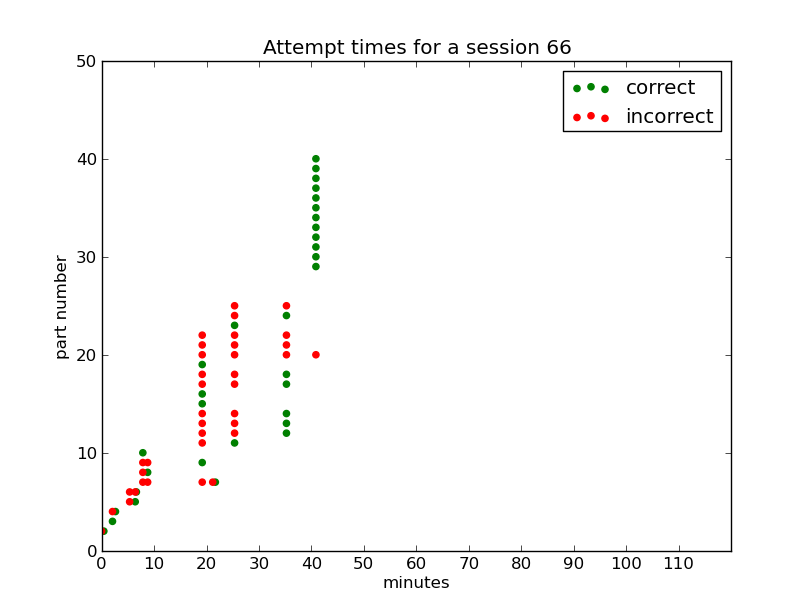 Attempt times for a session 66
correct
incorrect
50
40
30
20
10
0
part number
0 10 20 30 40 50 60 70 80 90 100 110
minutes